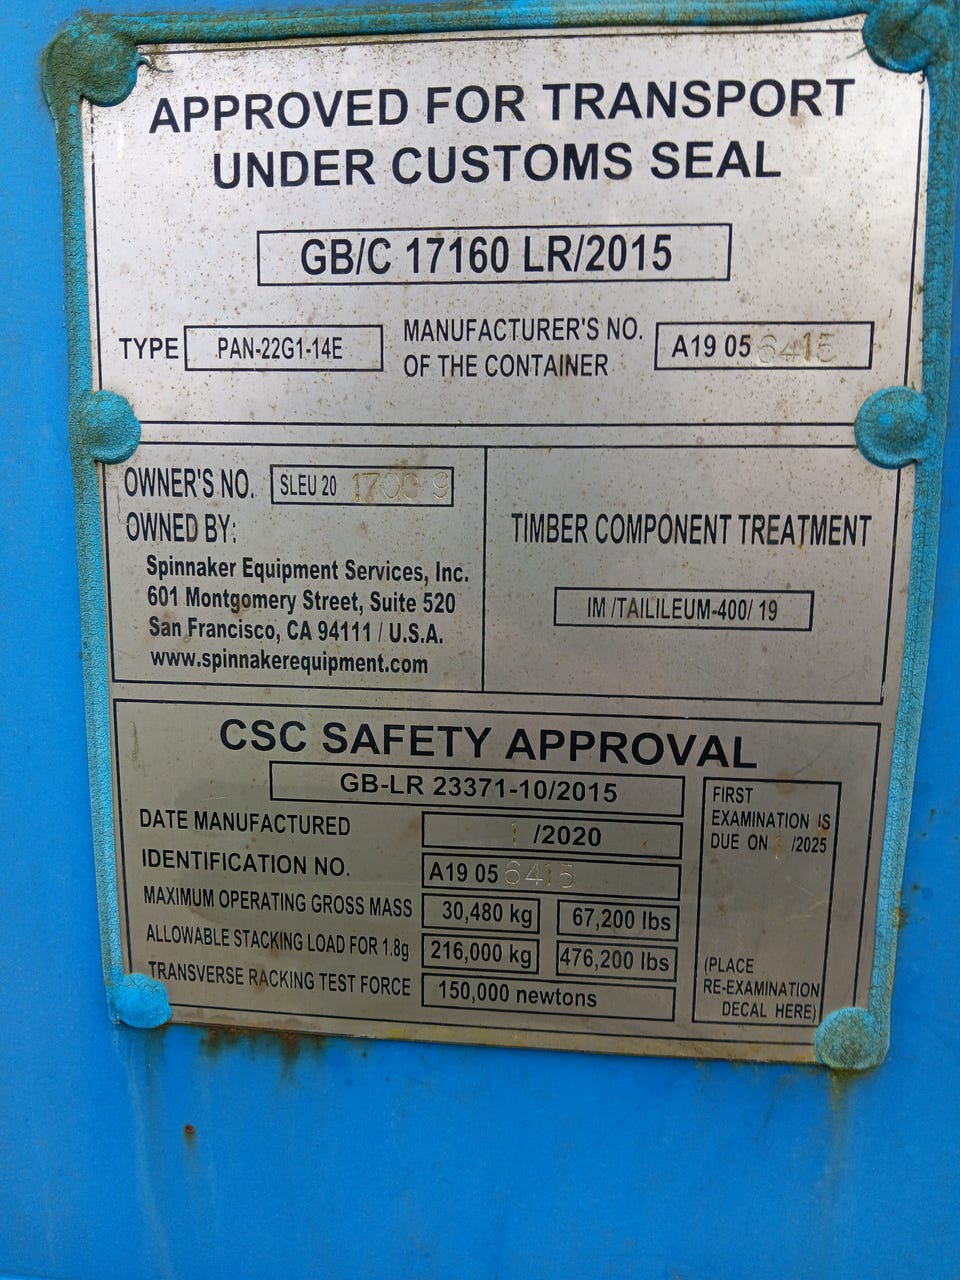 APPROVED FOR TRANSPORT
UNDER CUSTOMS SEAL
GB/C 17160 LR/2015
TYPE PAN-22G1-14E
MANUFACTURER'S NO.
OF THE CONTAINER
A19 05 6415
OWNER'S NO. SLEU 20 1700 9
OWNED BY:
Spinnaker Equipment Services, Inc.
601 Montgomery Street, Suite 520
San Francisco, CA 94111 / U.S.A.
www.spinnakerequipment.com
TIMBER COMPONENT TREATMENT
IM /TAILILEUM-400/ 19
CSC SAFETY APPROVAL
GB-LR 23371-10/2015
DATE MANUFACTURED 1 /2020
IDENTIFICATION NO. A19 05 6415
MAXIMUM OPERATING GROSS MASS 30,480 kg 67,200 lbs
ALLOWABLE STACKING LOAD FOR 1.8g 216,000 kg 476,200 lbs
TRANSVERSE RACKING TEST FORCE 150,000 newtons
FIRST
EXAMINATION IS
DUE ON /2025
(PLACE
RE-EXAMINATION
DECAL HERE)